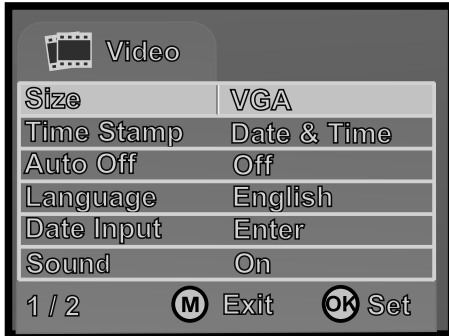 Video
Size VGA
Time Stamp Date & Time
Auto Off Off
Language English
Date Input Enter
Sound On
1 / 2 M Exit OK Set